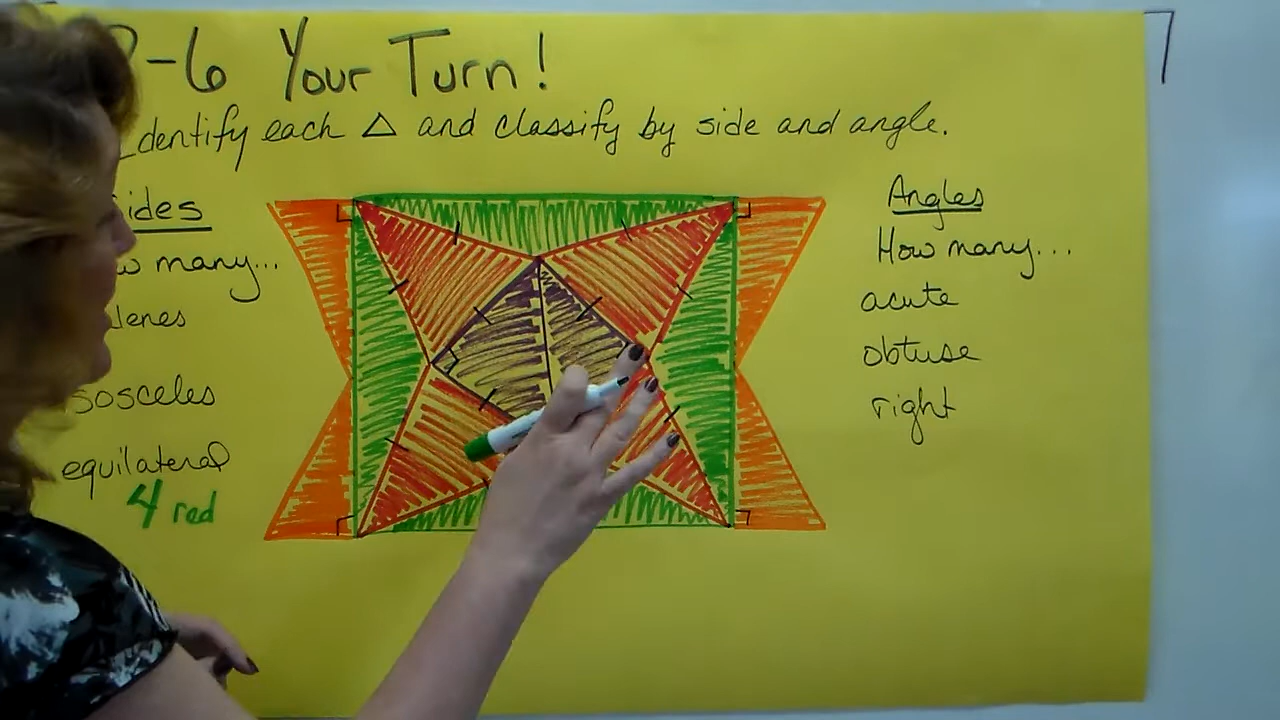 -6 Your Turn!
dentify each △ and classify by side and angle.
ides
many...
lenes
sosceles
equilateral
4 red
Angles
How many...
acute
obtuse
right